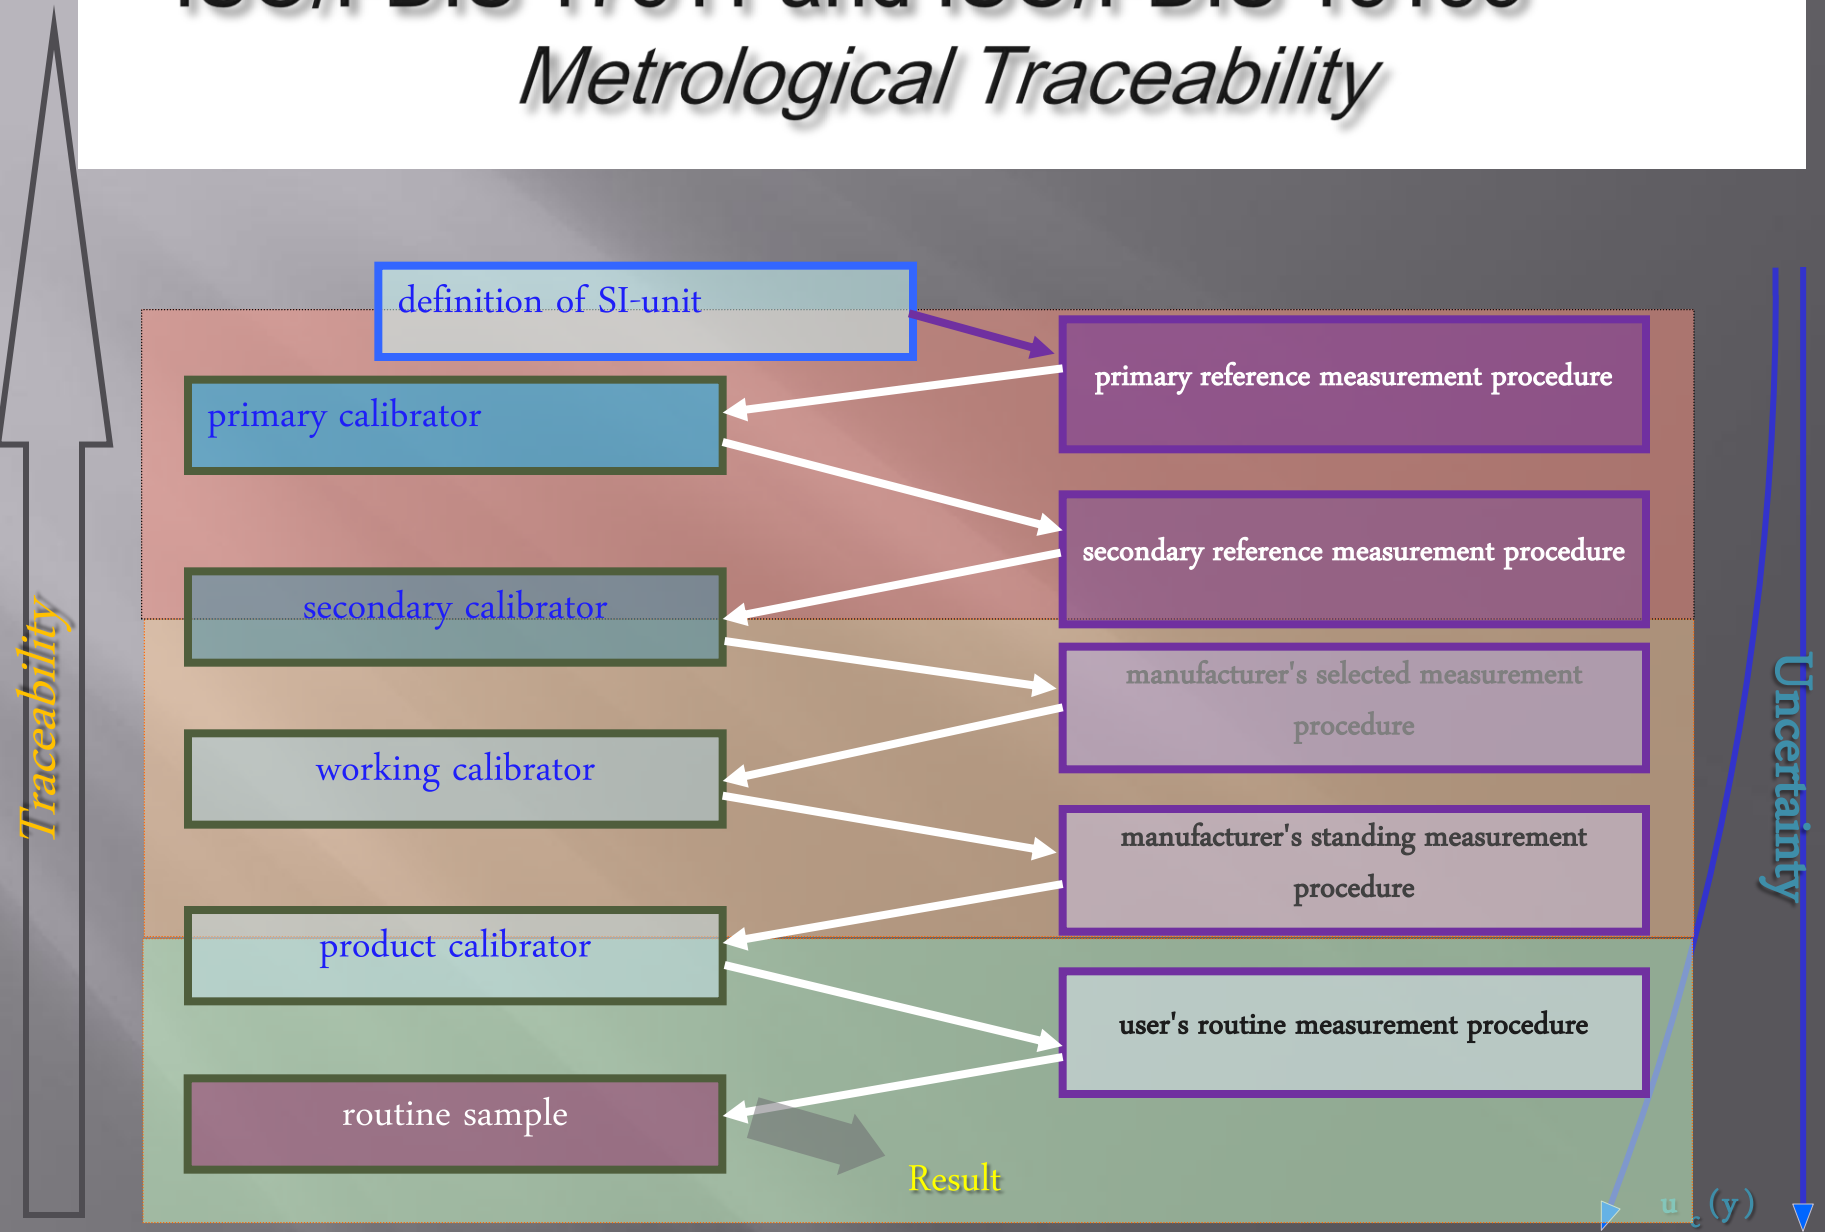 Metrological Traceability
definition of SI-unit
primary reference measurement procedure
primary calibrator
secondary reference measurement procedure
secondary calibrator
manufacturer's selected measurement
procedure
working calibrator
manufacturer's standing measurement
procedure
product calibrator
user's routine measurement procedure
routine sample
Result
Traceability
Uncertainty
u c (y)